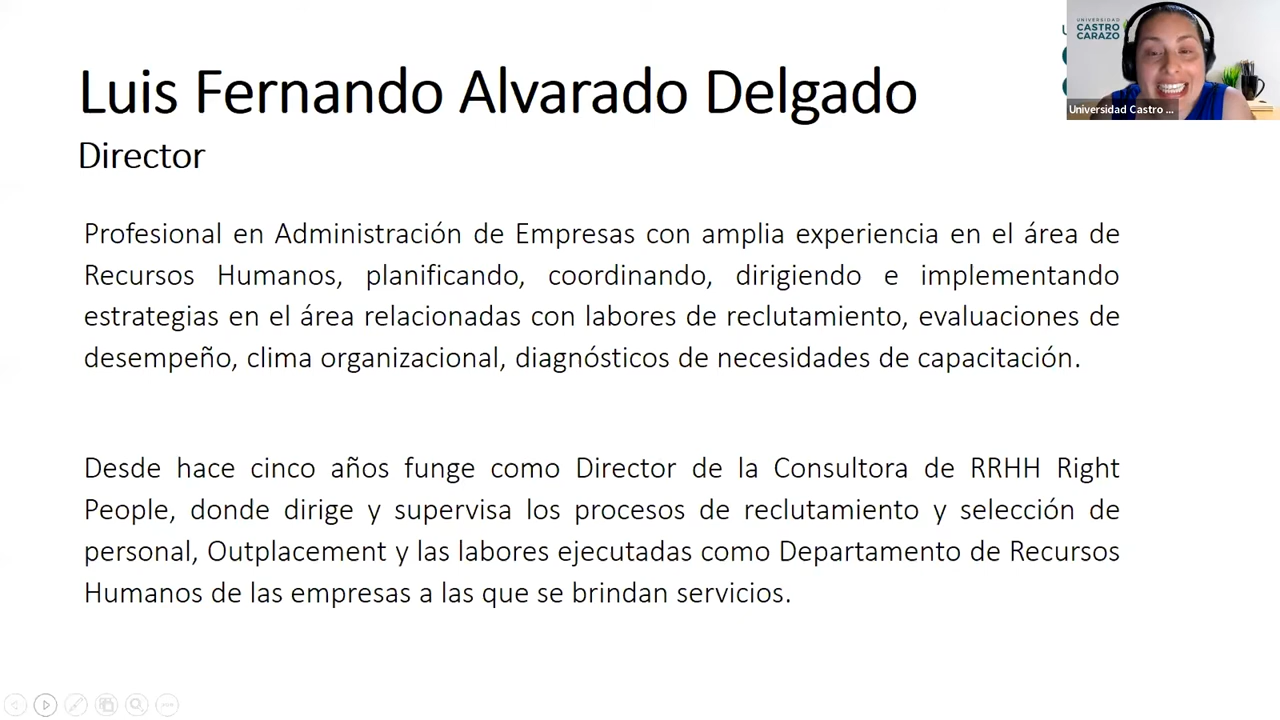 Luis Fernando Alvarado Delgado
Director
Profesional en Administración de Empresas con amplia experiencia en el área de
Recursos Humanos, planificando, coordinando, dirigiendo e implementando
estrategias en el área relacionadas con labores de reclutamiento, evaluaciones de
desempeño, clima organizacional, diagnósticos de necesidades de capacitación.
Desde hace cinco años funge como Director de la Consultora de RRHH Right
People, donde dirige y supervisa los procesos de reclutamiento y selección de
personal, Outplacement y las labores ejecutadas como Departamento de Recursos
Humanos de las empresas a las que se brindan servicios.
UNIVERSIDAD
CASTRO
CARAZO
Universidad Castro ...